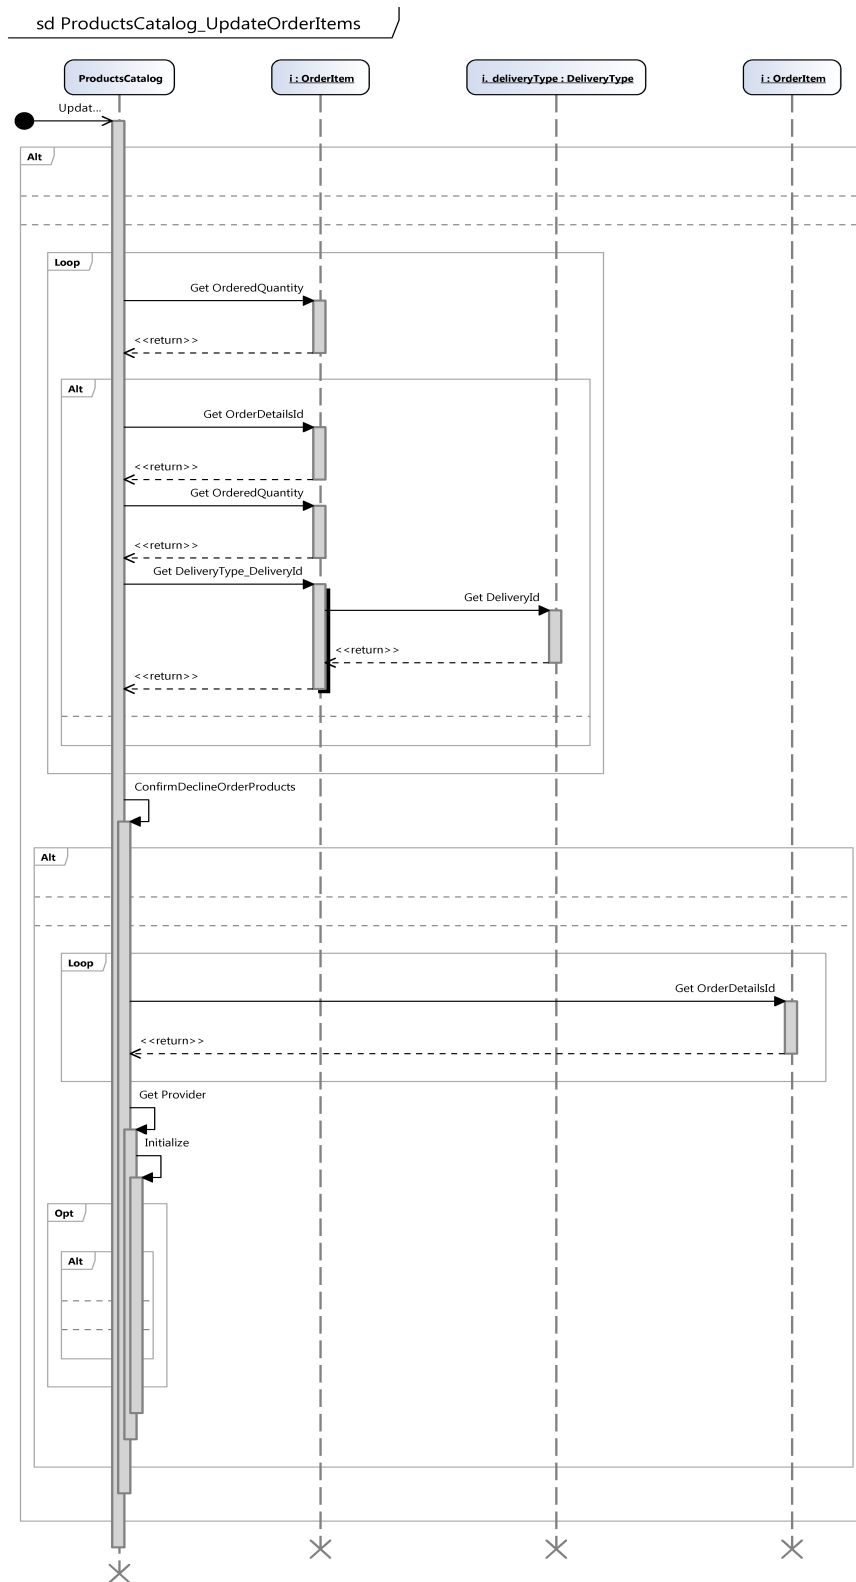 sd ProductsCatalog_UpdateOrderItems
ProductsCatalog
i : OrderItem
i._deliveryType : DeliveryType
i : OrderItem
Updat...
Alt
Loop
Get OrderedQuantity
<<return>>
Alt
Get OrderDetailsId
<<return>>
Get OrderedQuantity
<<return>>
Get DeliveryType_DeliveryId
Get DeliveryId
<<return>>
<<return>>
ConfirmDeclineOrderProducts
Alt
Loop
Get OrderDetailsId
<<return>>
Get Provider
Initialize
Opt
Alt